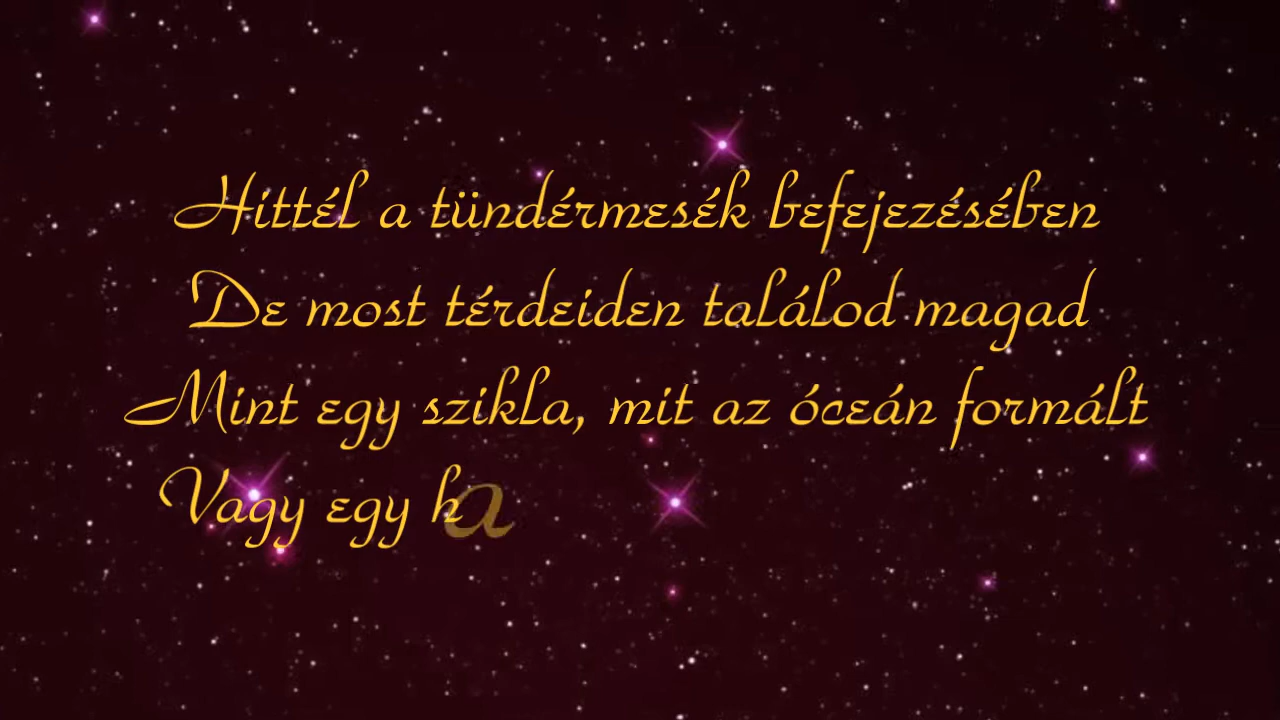 Hittél a tündérmesék befejezésében
De most térdeiden találod magad
Mint egy szikla, mit az óceán formált
Vagy egy ha